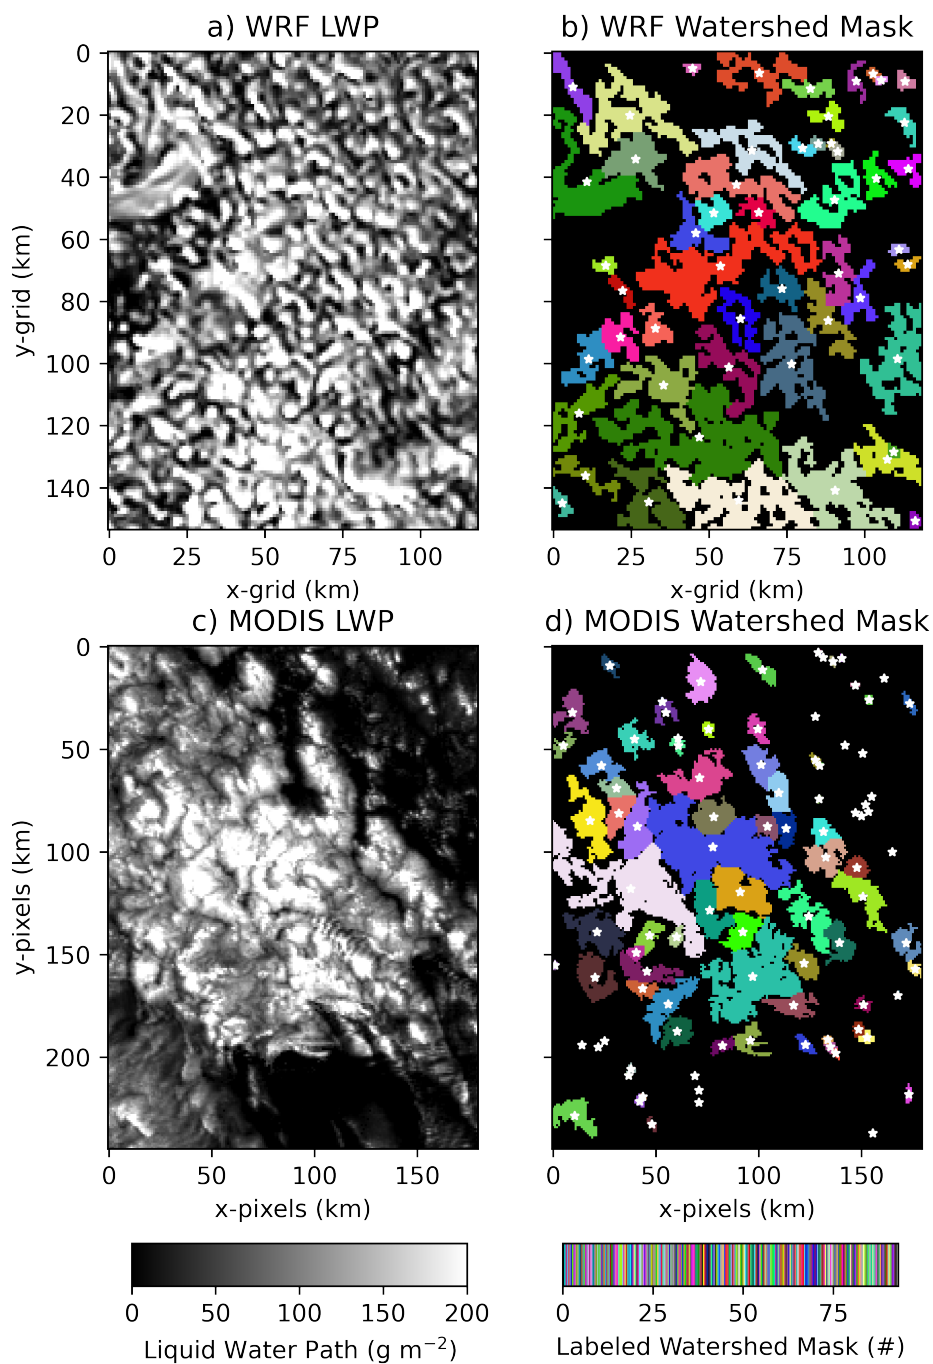 a) WRF LWP
b) WRF Watershed Mask
0
20
40
60
80
100
120
140
y-grid (km)
0 25 50 75 100
0 25 50 75 100
x-grid (km)
x-grid (km)
c) MODIS LWP
d) MODIS Watershed Mask
0
50
100
150
200
y-pixels (km)
0 50 100 150
0 50 100 150
x-pixels (km)
x-pixels (km)
0 50 100 150 200
Liquid Water Path (g m⁻²)
0 25 50 75
Labeled Watershed Mask (#)